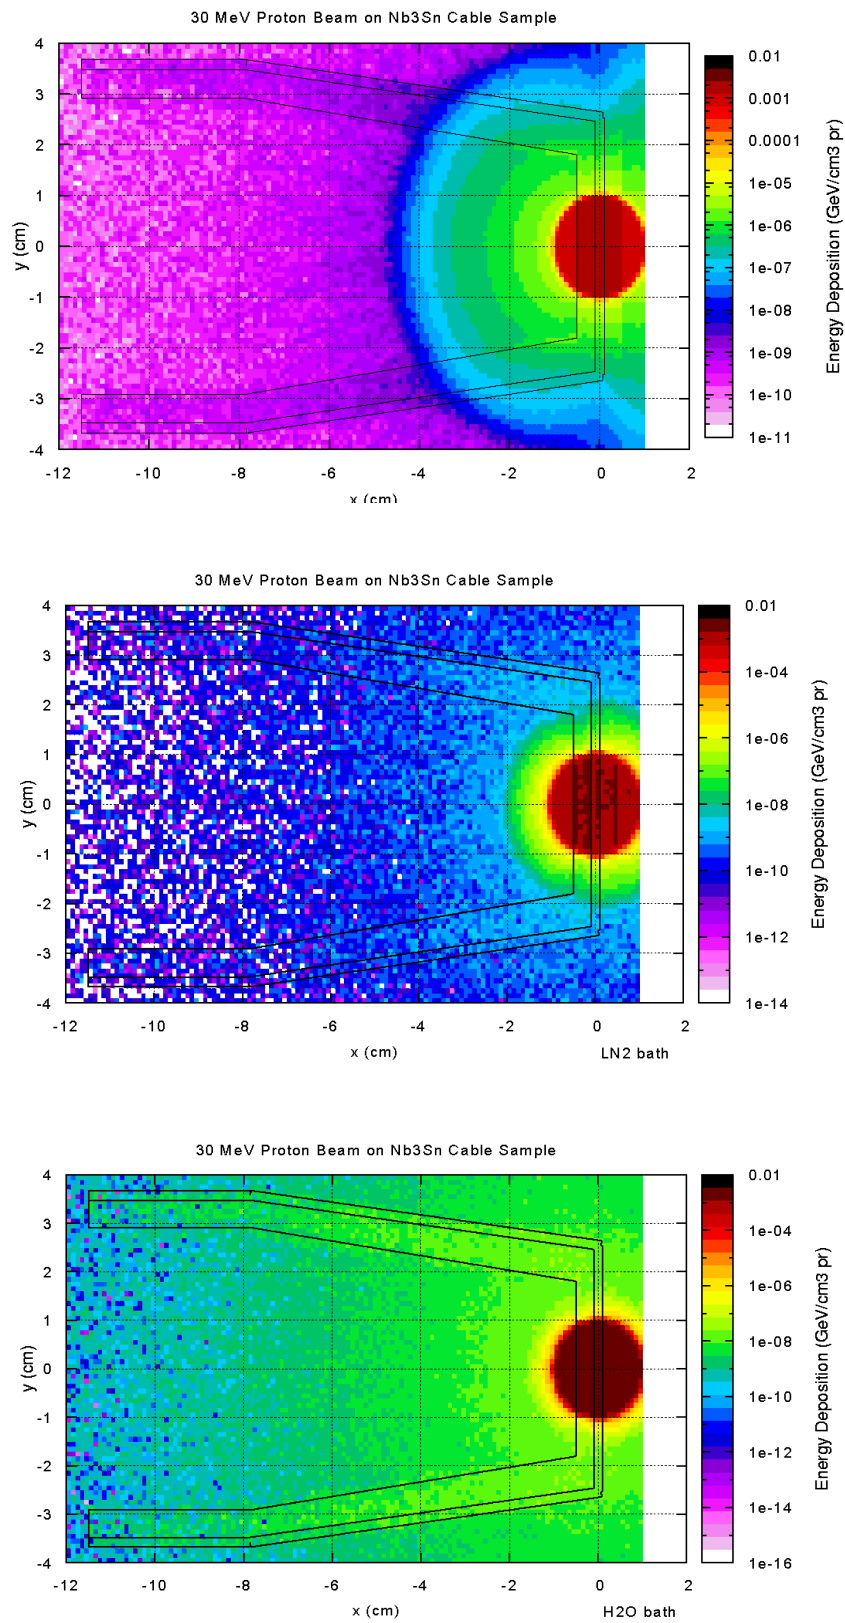 30 MeV Proton Beam on Nb3Sn Cable Sample
4
3
2
1
0
-1
-2
-3
-4
y (cm)
-12 -10 -8 -6 -4 -2 0 2
x (cm)
0.01
0.001
0.0001
1e-05
1e-06
1e-07
1e-08
1e-09
1e-10
1e-11
Energy Deposition (GeV/cm3 pr)
30 MeV Proton Beam on Nb3Sn Cable Sample
4
3
2
1
0
-1
-2
-3
-4
y (cm)
-12 -10 -8 -6 -4 -2 0 2
x (cm) LN2 bath
0.01
1e-04
1e-06
1e-08
1e-10
1e-12
1e-14
Energy Deposition (GeV/cm3 pr)
30 MeV Proton Beam on Nb3Sn Cable Sample
4
3
2
1
0
-1
-2
-3
-4
y (cm)
-12 -10 -8 -6 -4 -2 0 2
x (cm) H2O bath
0.01
1e-04
1e-06
1e-08
1e-10
1e-12
1e-14
1e-16
Energy Deposition (GeV/cm3 pr)